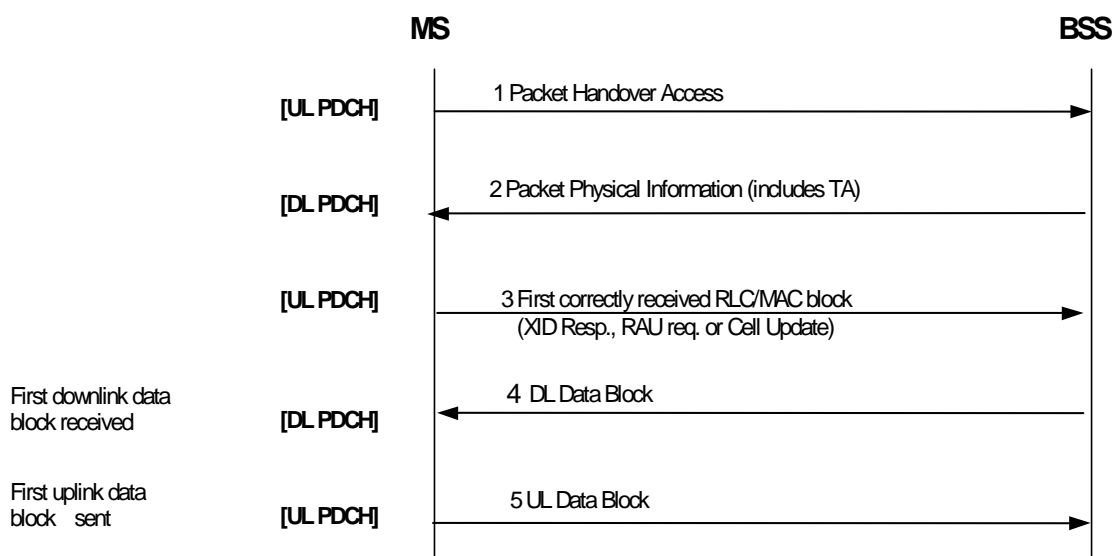 MS BSS
1 Packet Handover Access
[UL PDCH]
2 Packet Physical Information (includes TA)
[DL PDCH]
[UL PDCH] 3 First correctly received RLC/MAC block
(XID Resp., RAU req. or Cell Update)
First downlink data
block received
[DL PDCH]
4 DL Data Block
First uplink data
block sent
[UL PDCH]
5 UL Data Block